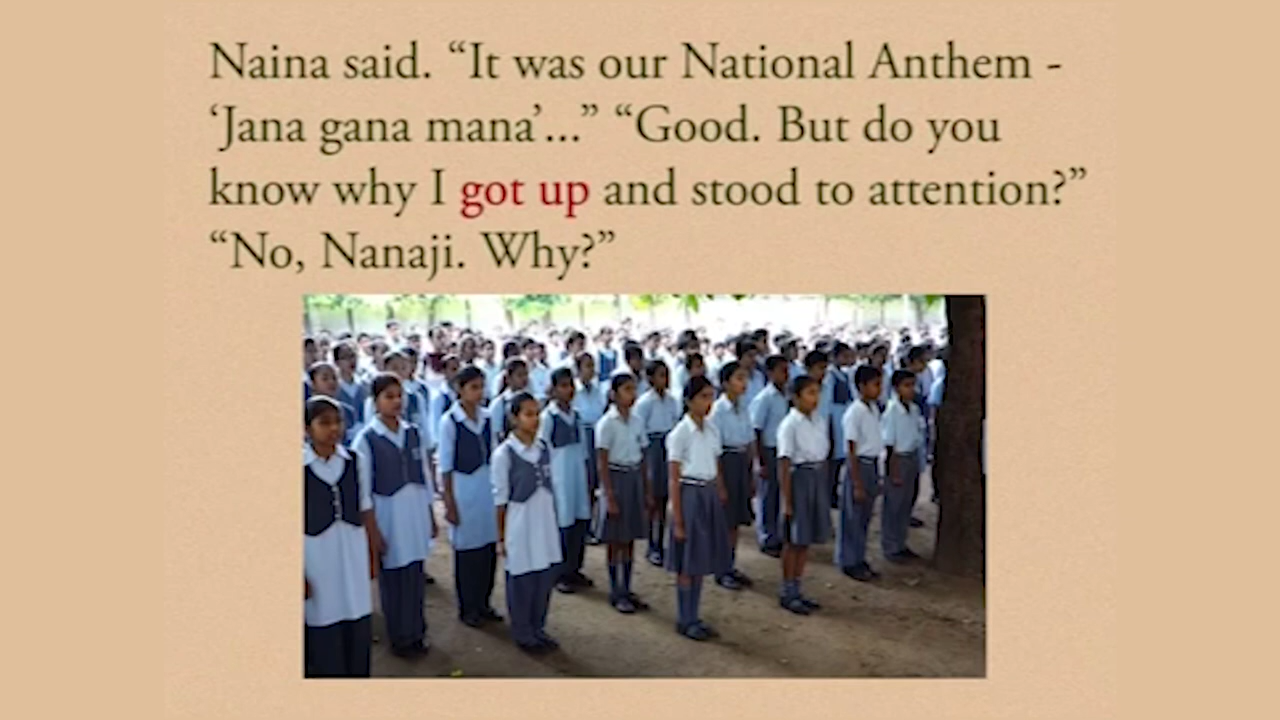 Naina said. “It was our National Anthem -
‘Jana gana mana’...” “Good. But do you
know why I got up and stood to attention?”
“No, Nanaji. Why?”